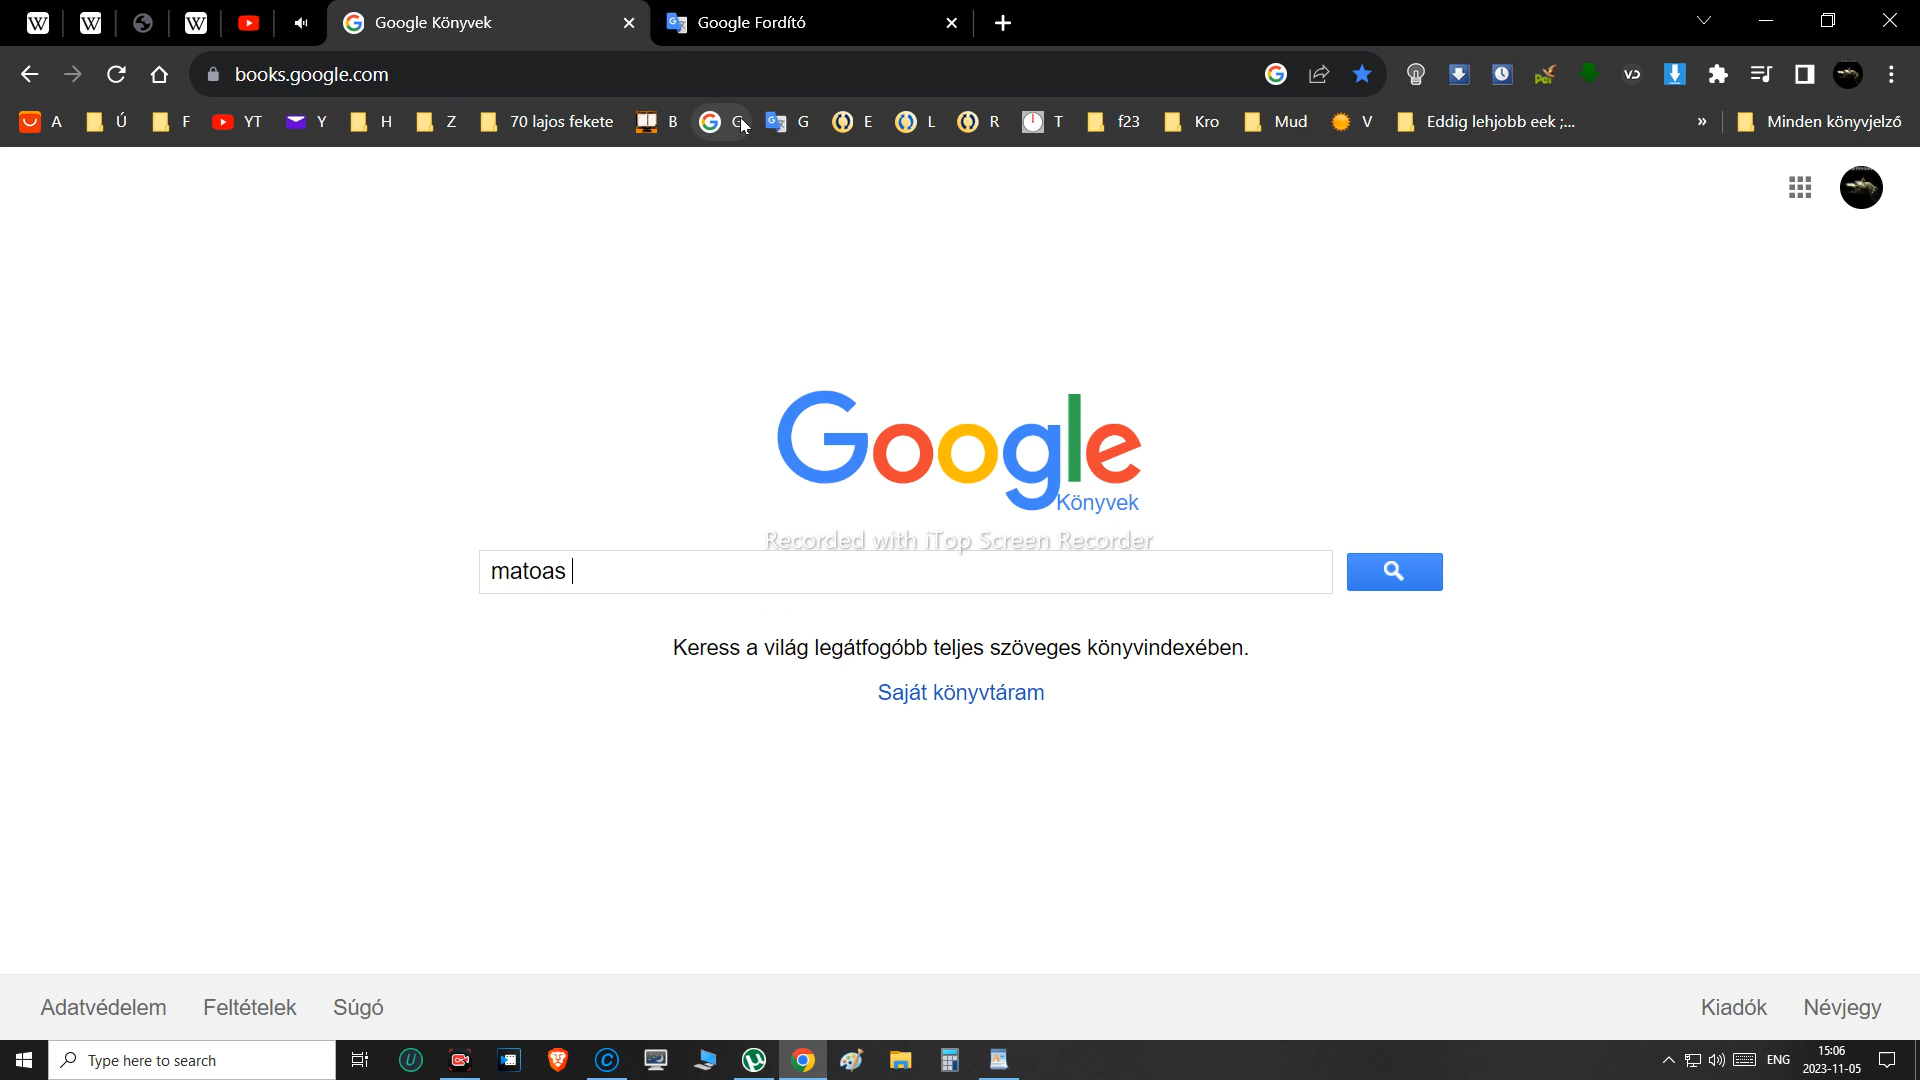 Google Könyvek
Google Fordító
books.google.com
A
Ú
F
YT
Y
H
Z
70 lajos fekete
B
G
G
E
L
R
T
f23
Kro
Mud
V
Eddig lehjobb eek ;...
»
Minden könyvjelző
Google
Könyvek
Recorded with iTop Screen Recorder
matoas
Keress a világ legátfogóbb teljes szöveges könyvindexében.
Saját könyvtáram
Adatvédelem Feltételek Súgó
Kiadók Névjegy
Type here to search
ENG
15:06
2023-11-05